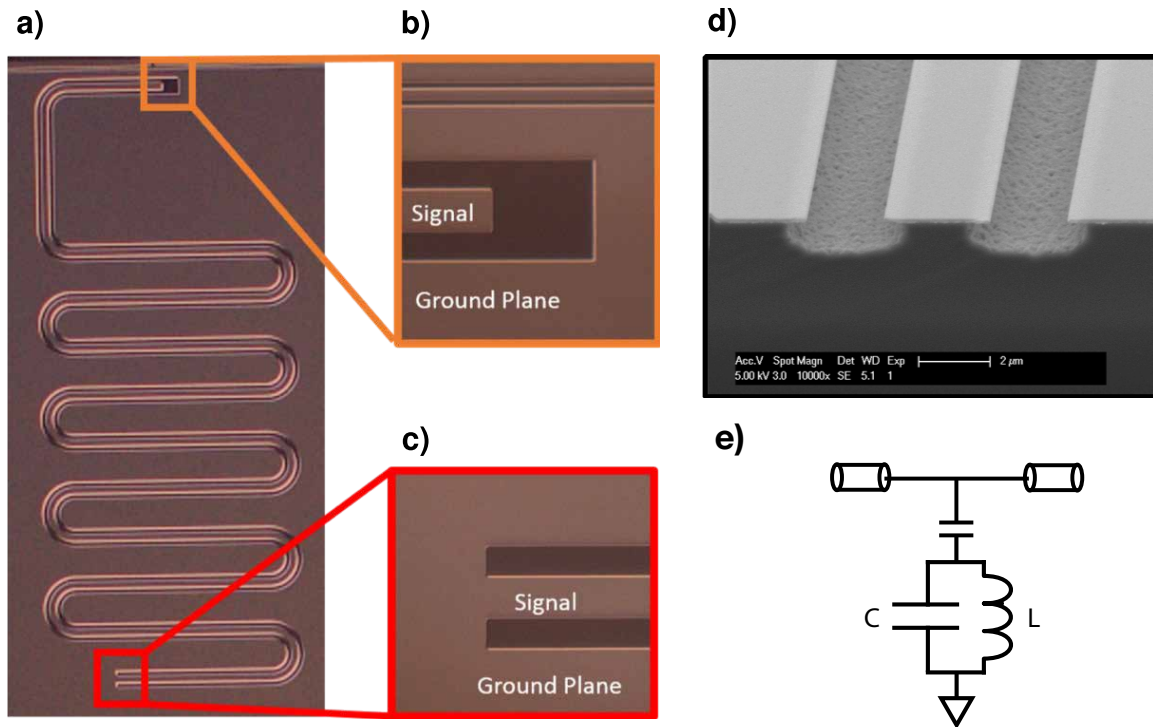 a)
b)
Signal
Ground Plane
c)
Signal
Ground Plane
d)
Acc.V Spot Magn Det WD Exp 2 µm
5.00 kV 3.0 10000x SE 5.1 1
e)
C
L